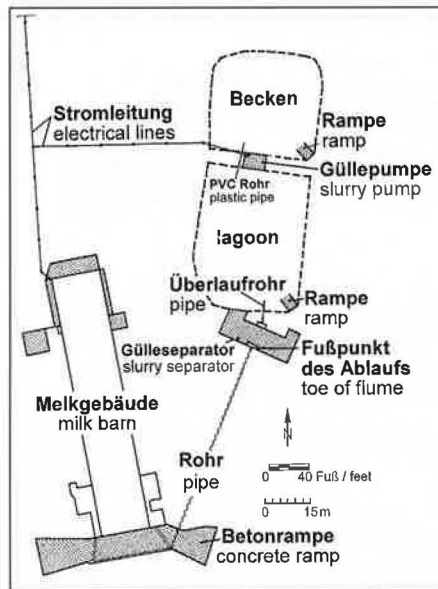 Becken
Stromleitung
electrical lines
Rampe
ramp
Güllepumpe
slurry pump
PVC Rohr
plastic pipe
lagoon
Überlaufrohr
pipe
Rampe
ramp
Gülleseparator
slurry separator
Fußpunkt
des Ablaufs
toe of flume
Melkgebäude
milk barn
N
Rohr
pipe
0 40 Fuß / feet
0 15 m
Betonrampe
concrete ramp